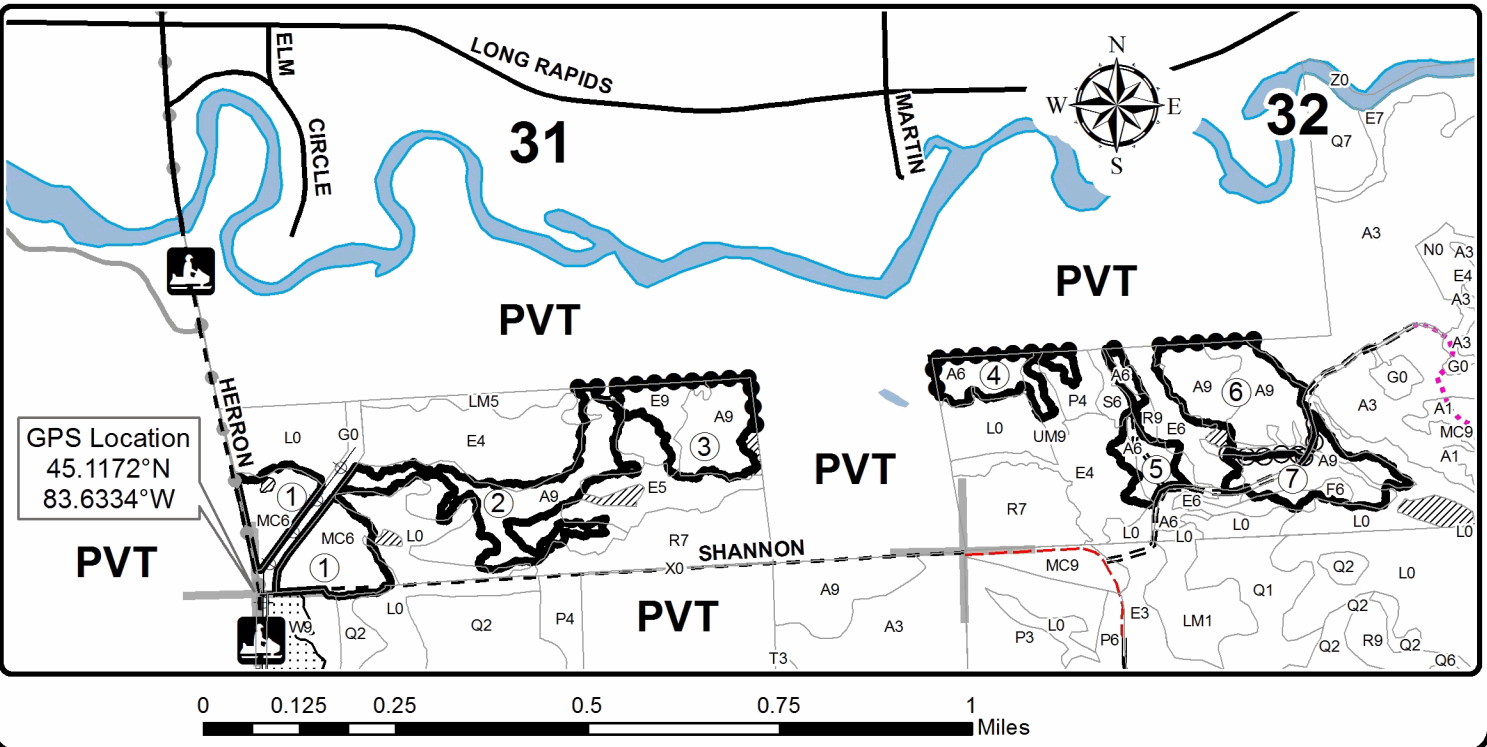 ELM
LONG RAPIDS
CIRCLE
31
MARTIN
N
W E
S
32
Z0
E7
Q7
A3
N0 A3
E4
A3
PVT
PVT
HERRON
A3
G0
G0
A3
A1
MC9
A1
LM5
E9
A9
3
L0
G0
E4
A6
4
P4
A6
S6
A9
6
A9
L0
UM9
R9
E6
GPS Location
45.1172°N
83.6334°W
1
MC6
MC6
2
A9
E5
L0
PVT
E4
A6
5
A9
7
F6
E6
R7
L0
A6
L0
L0
L0
L0
PVT
1
R7
SHANNON
X0
MC9
Q2
L0
Q1
A9
L0
Q2
Q2
P4
PVT
A3
P3
L0
P6
E3
LM1
Q2
Q2
R9
Q2
Q6
W9
T3
0 0.125 0.25 0.5 0.75 1
Miles